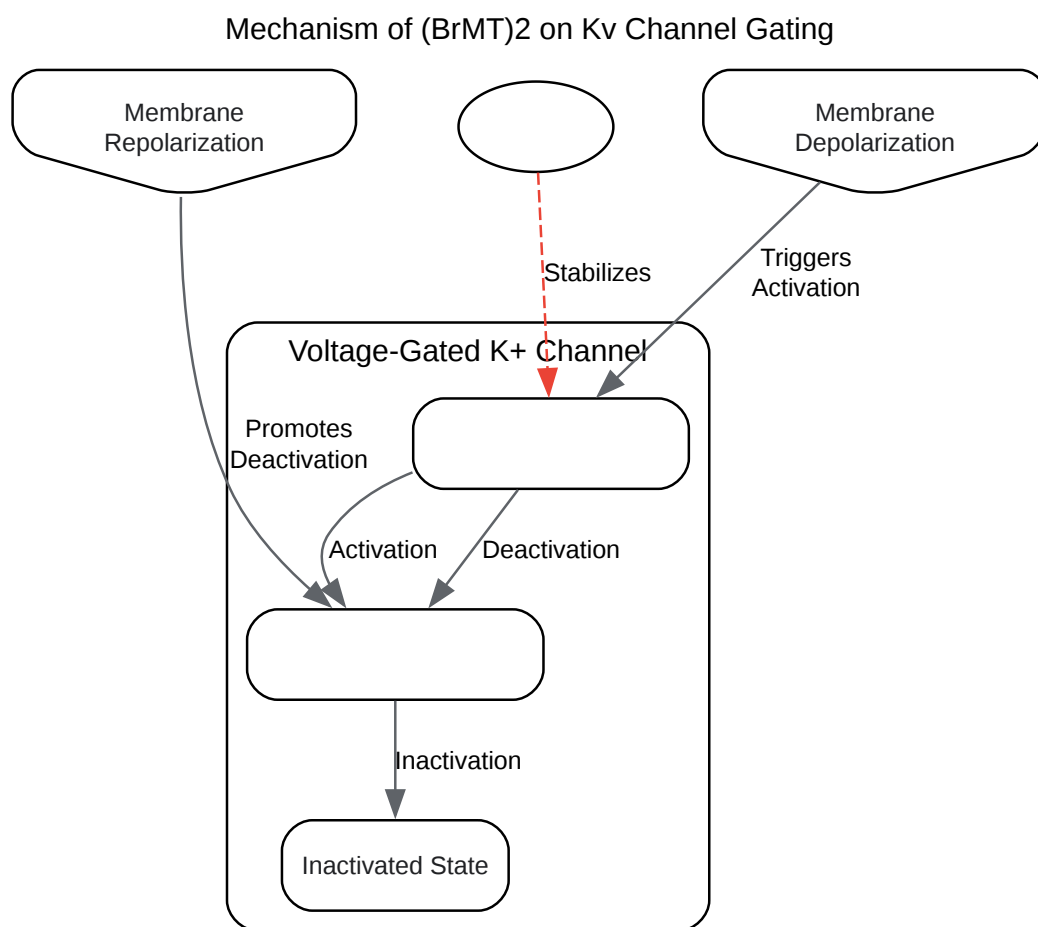 Mechanism of (BrMT)2 on Kv Channel Gating
Membrane
Repolarization
Membrane
Depolarization
Stabilizes
Triggers
Activation
Voltage-Gated K+ Channel
Promotes
Deactivation
Activation
Deactivation
Inactivation
Inactivated State